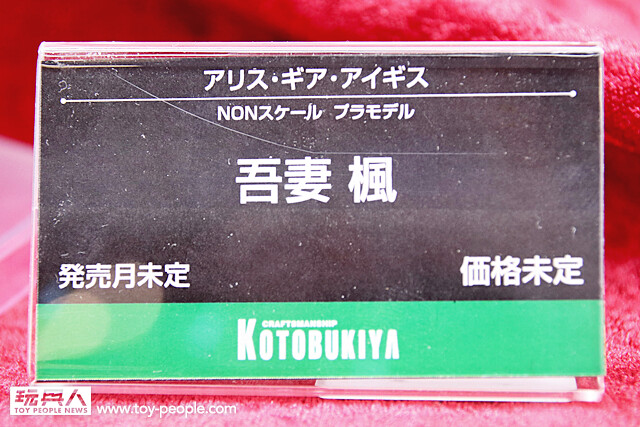 アリス・ギア・アイギス
NONスケール プラモデル
吾妻 楓
発売月未定
価格未定
CRAFTSMANSHIP
KOTOBUKIYA
玩具人
TOY PEOPLE NEWS
www.toy-people.com